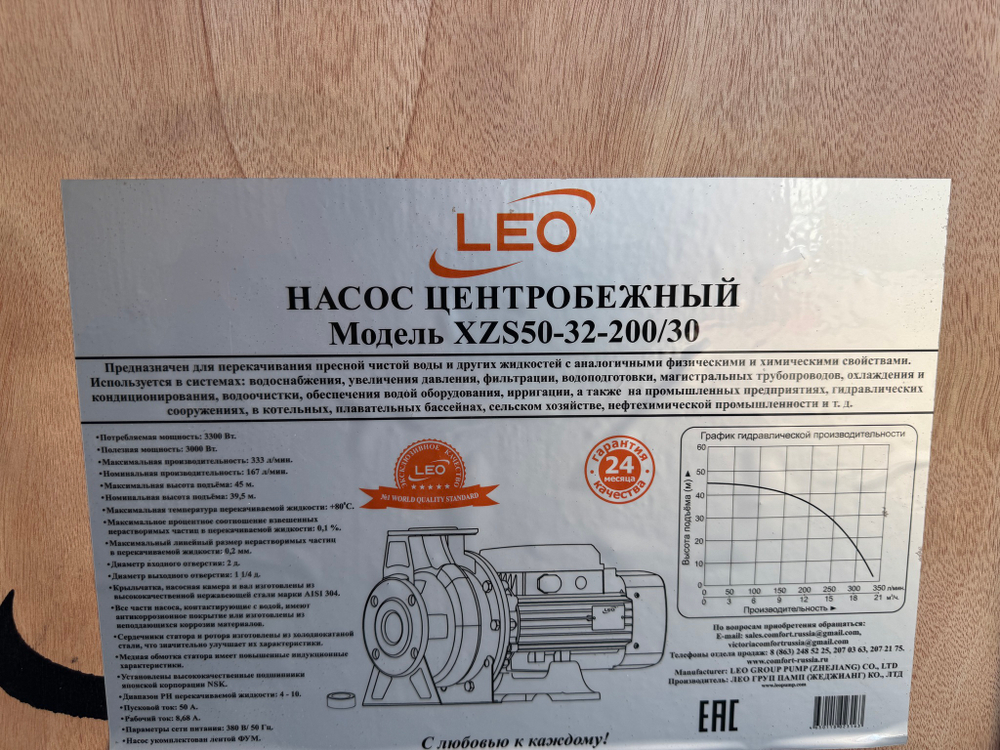 LEO
НАСОС ЦЕНТРОБЕЖНЫЙ
Модель XZS50-32-200/30
Предназначен для перекачивания пресной чистой воды и других жидкостей с аналогичными физическими и химическими свойствами.
Используется в системах: водоснабжения, увеличения давления, фильтрации, водоподготовки, магистральных трубопроводов, охлаждения и
кондиционирования, водоочистки, обеспечения водой оборудования, ирригации, а также на промышленных предприятиях, гидравлических
сооружениях, в котельных, плавательных бассейнах, сельском хозяйстве, нефтехимической промышленности и т. д.
•Потребляемая мощность: 3300 Вт.
•Полезная мощность: 3000 Вт.
•Максимальная производительность: 333 л/мин.
•Номинальная производительность: 167 л/мин.
•Максимальная высота подъёма: 45 м.
•Номинальная высота подъёма: 39,5 м.
•Максимальная температура перекачиваемой жидкости: +80°С.
•Максимальное процентное соотношение взвешенных
нерастворимых частиц в перекачиваемой жидкости: 0,1 %.
•Максимальный линейный размер нерастворимых частиц
в перекачиваемой жидкости: 0,2 мм.
•Диаметр входного отверстия: 2 д.
•Диаметр выходного отверстия: 1 1/4 д.
•Крыльчатка, насосная камера и вал изготовлены из
высококачественной нержавеющей стали марки AISI 304.
•Все части насоса, контактирующие с водой, имеют
антикоррозионное покрытие или изготовлены из
неподдающихся коррозии материалов.
•Сердечники статора и ротора изготовлены из холоднокатаной
стали, что значительно улучшает их характеристики.
•Медная обмотка статора имеет повышенные индукционные
характеристики.
•Установлены высококачественные подшипники
японской корпорации NSK.
•Диапазон PH перекачиваемой жидкости: 4 - 10.
•Пусковой ток: 50 А.
•Рабочий ток: 8,68 А.
•Параметры сети питания: 380 В/ 50 Гц.
•Насос укомплектован лентой ФУМ.
ЭКСКЛЮЗИВНОЕ КАЧЕСТВО
LEO
№1 WORLD QUALITY STANDARD
гарантия
24
месяца
качества
LEO
График гидравлической производительности
Высота подъёма (м)
60
50
40
30
20
10
0
0 50 100 150 200 250 300 350 л/мин.
0 3 6 9 12 15 18 21 м³/ч.
Производительность
По вопросам приобретения обращаться:
E-mail: sales.comfort.russia@gmail.com,
victoriacomfortrussia@gmail.com
Телефоны отдела продаж: 8 (863) 248 52 25, 207 03 63, 207 21 75.
www.comfort-russia.ru
Manufacturer: LEO GROUP PUMP (ZHEJIANG) CO., LTD
Производитель: ЛЕО ГРУП ПАМП (ЖЕДЖИАНГ) КО., ЛТД
www.leopump.com
EAC
С любовью к каждому!